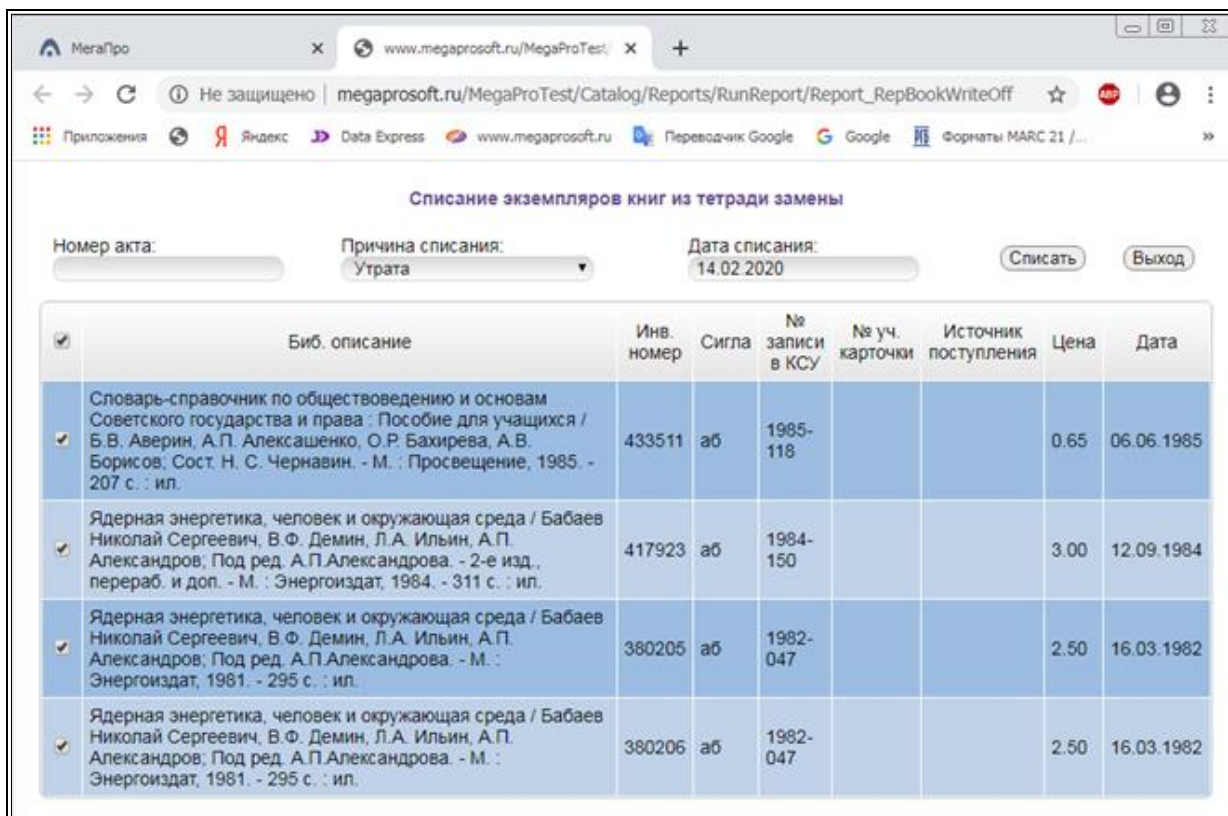 МегаПро
www.megaprosoft.ru/MegaProTest/
Не защищено | megaprosoft.ru/MegaProTest/Catalog/Reports/RunReport/Report_RepBookWriteOff
ABP
Приложения Яндекс Data Express www.megaprosoft.ru Переводчик Google Google Форматы MARC 21 /... »
Списание экземпляров книг из тетради замены
Номер акта: Причина списания: Дата списания:
Утрата 14.02.2020 Списать Выход
Биб. описание Инв. номер Сигла № записи в КСУ № уч. карточки Источник поступления Цена Дата
Словарь-справочник по обществоведению и основам
Советского государства и права : Пособие для учащихся /
Б.В. Аверин, А.П. Алексашенко, О.Р. Бахирева, А.В.
Борисов; Сост. Н. С. Чернавин. - М. : Просвещение, 1985. -
207 с. : ил.
433511 аб 1985-118 0.65 06.06.1985
Ядерная энергетика, человек и окружающая среда / Бабаев
Николай Сергеевич, В.Ф. Демин, Л.А. Ильин, А.П.
Александров; Под ред. А.П.Александрова. - 2-е изд.,
перераб. и доп. - М. : Энергоиздат, 1984. - 311 с. : ил.
417923 аб 1984-150 3.00 12.09.1984
Ядерная энергетика, человек и окружающая среда / Бабаев
Николай Сергеевич, В.Ф. Демин, Л.А. Ильин, А.П.
Александров; Под ред. А.П.Александрова. - М. :
Энергоиздат, 1981. - 295 с. : ил.
380205 аб 1982-047 2.50 16.03.1982
Ядерная энергетика, человек и окружающая среда / Бабаев
Николай Сергеевич, В.Ф. Демин, Л.А. Ильин, А.П.
Александров; Под ред. А.П.Александрова. - М. :
Энергоиздат, 1981. - 295 с. : ил.
380206 аб 1982-047 2.50 16.03.1982